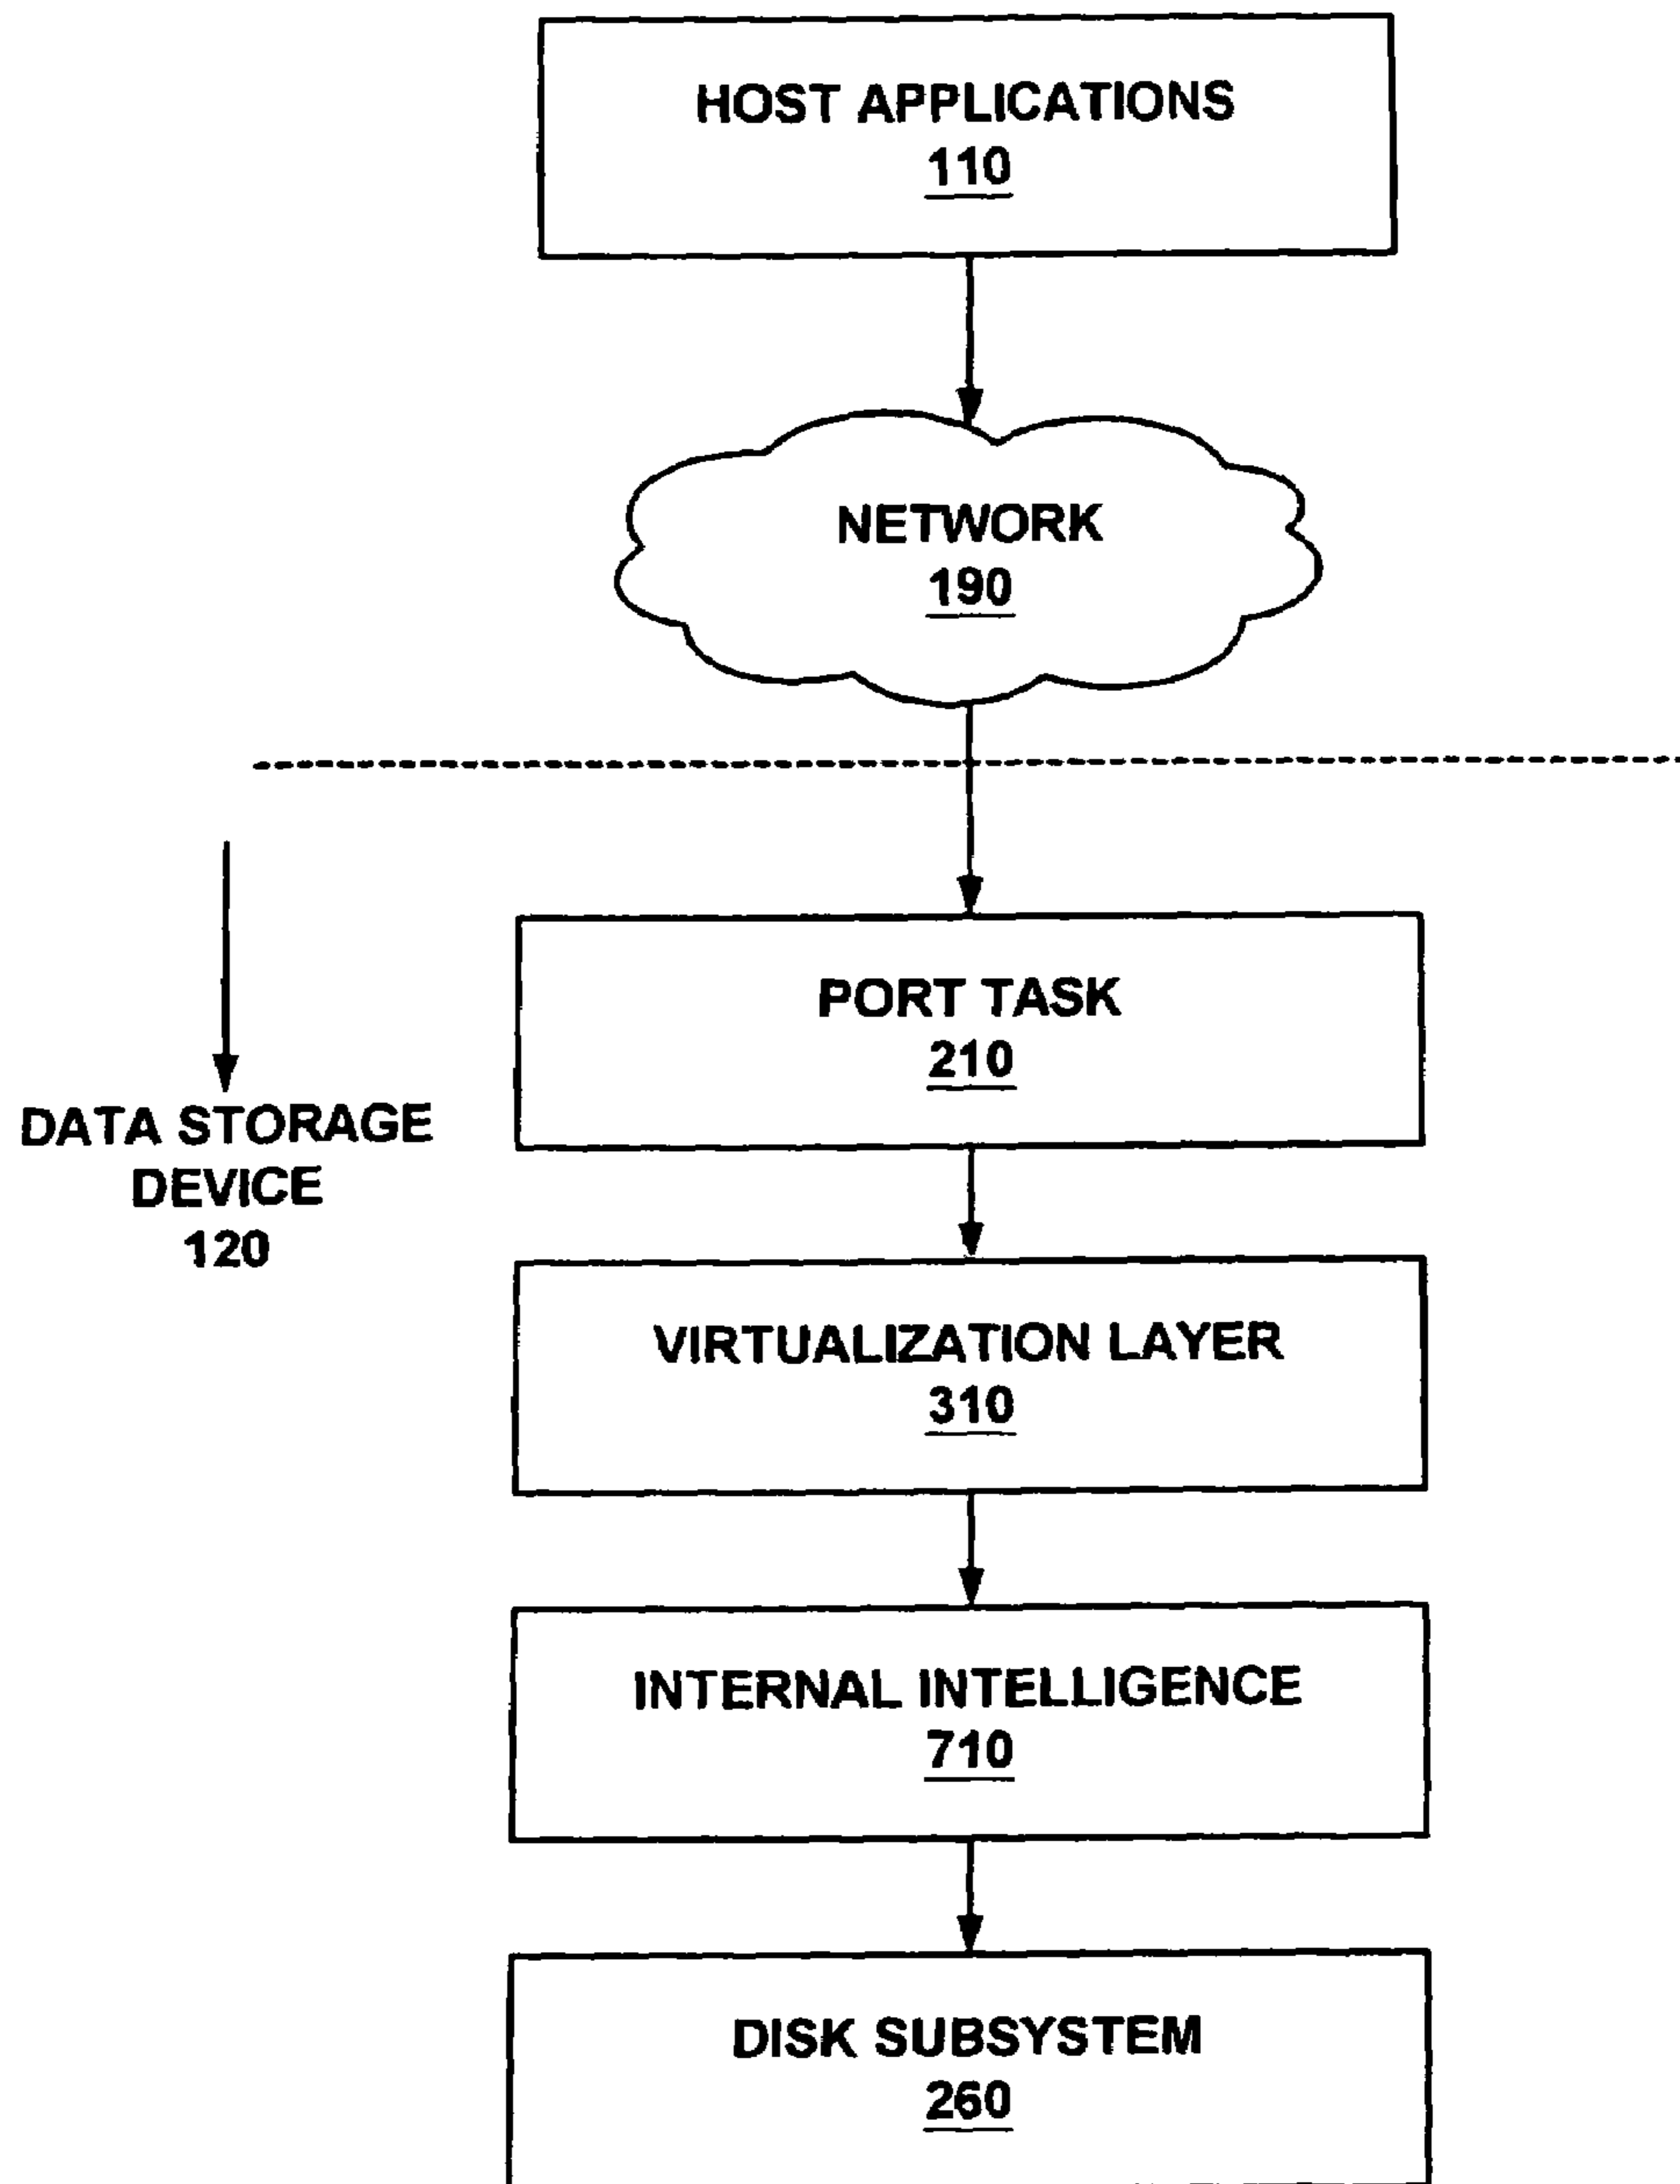 HOST APPLICATIONS
110
NETWORK
190
PORT TASK
210
DATA STORAGE
DEVICE
120
VIRTUALIZATION LAYER
310
INTERNAL INTELLIGENCE
710
DISK SUBSYSTEM
260